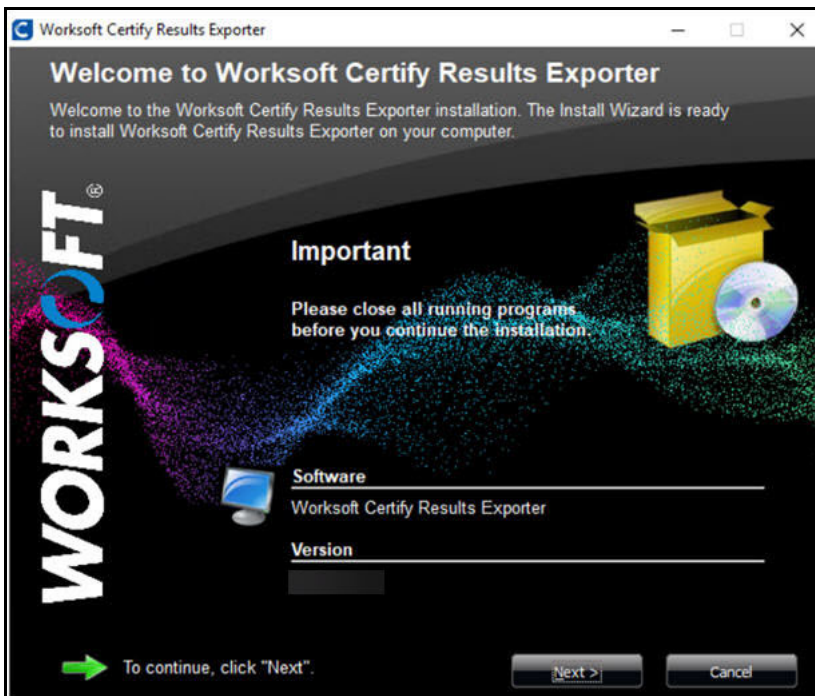 Worksoft Certify Results Exporter
Welcome to Worksoft Certify Results Exporter
Welcome to the Worksoft Certify Results Exporter installation. The Install Wizard is ready
to install Worksoft Certify Results Exporter on your computer.
WORKSOFT®
Important
Please close all running programs
before you continue the installation.
Software
Worksoft Certify Results Exporter
Version
To continue, click "Next".
Next >
Cancel